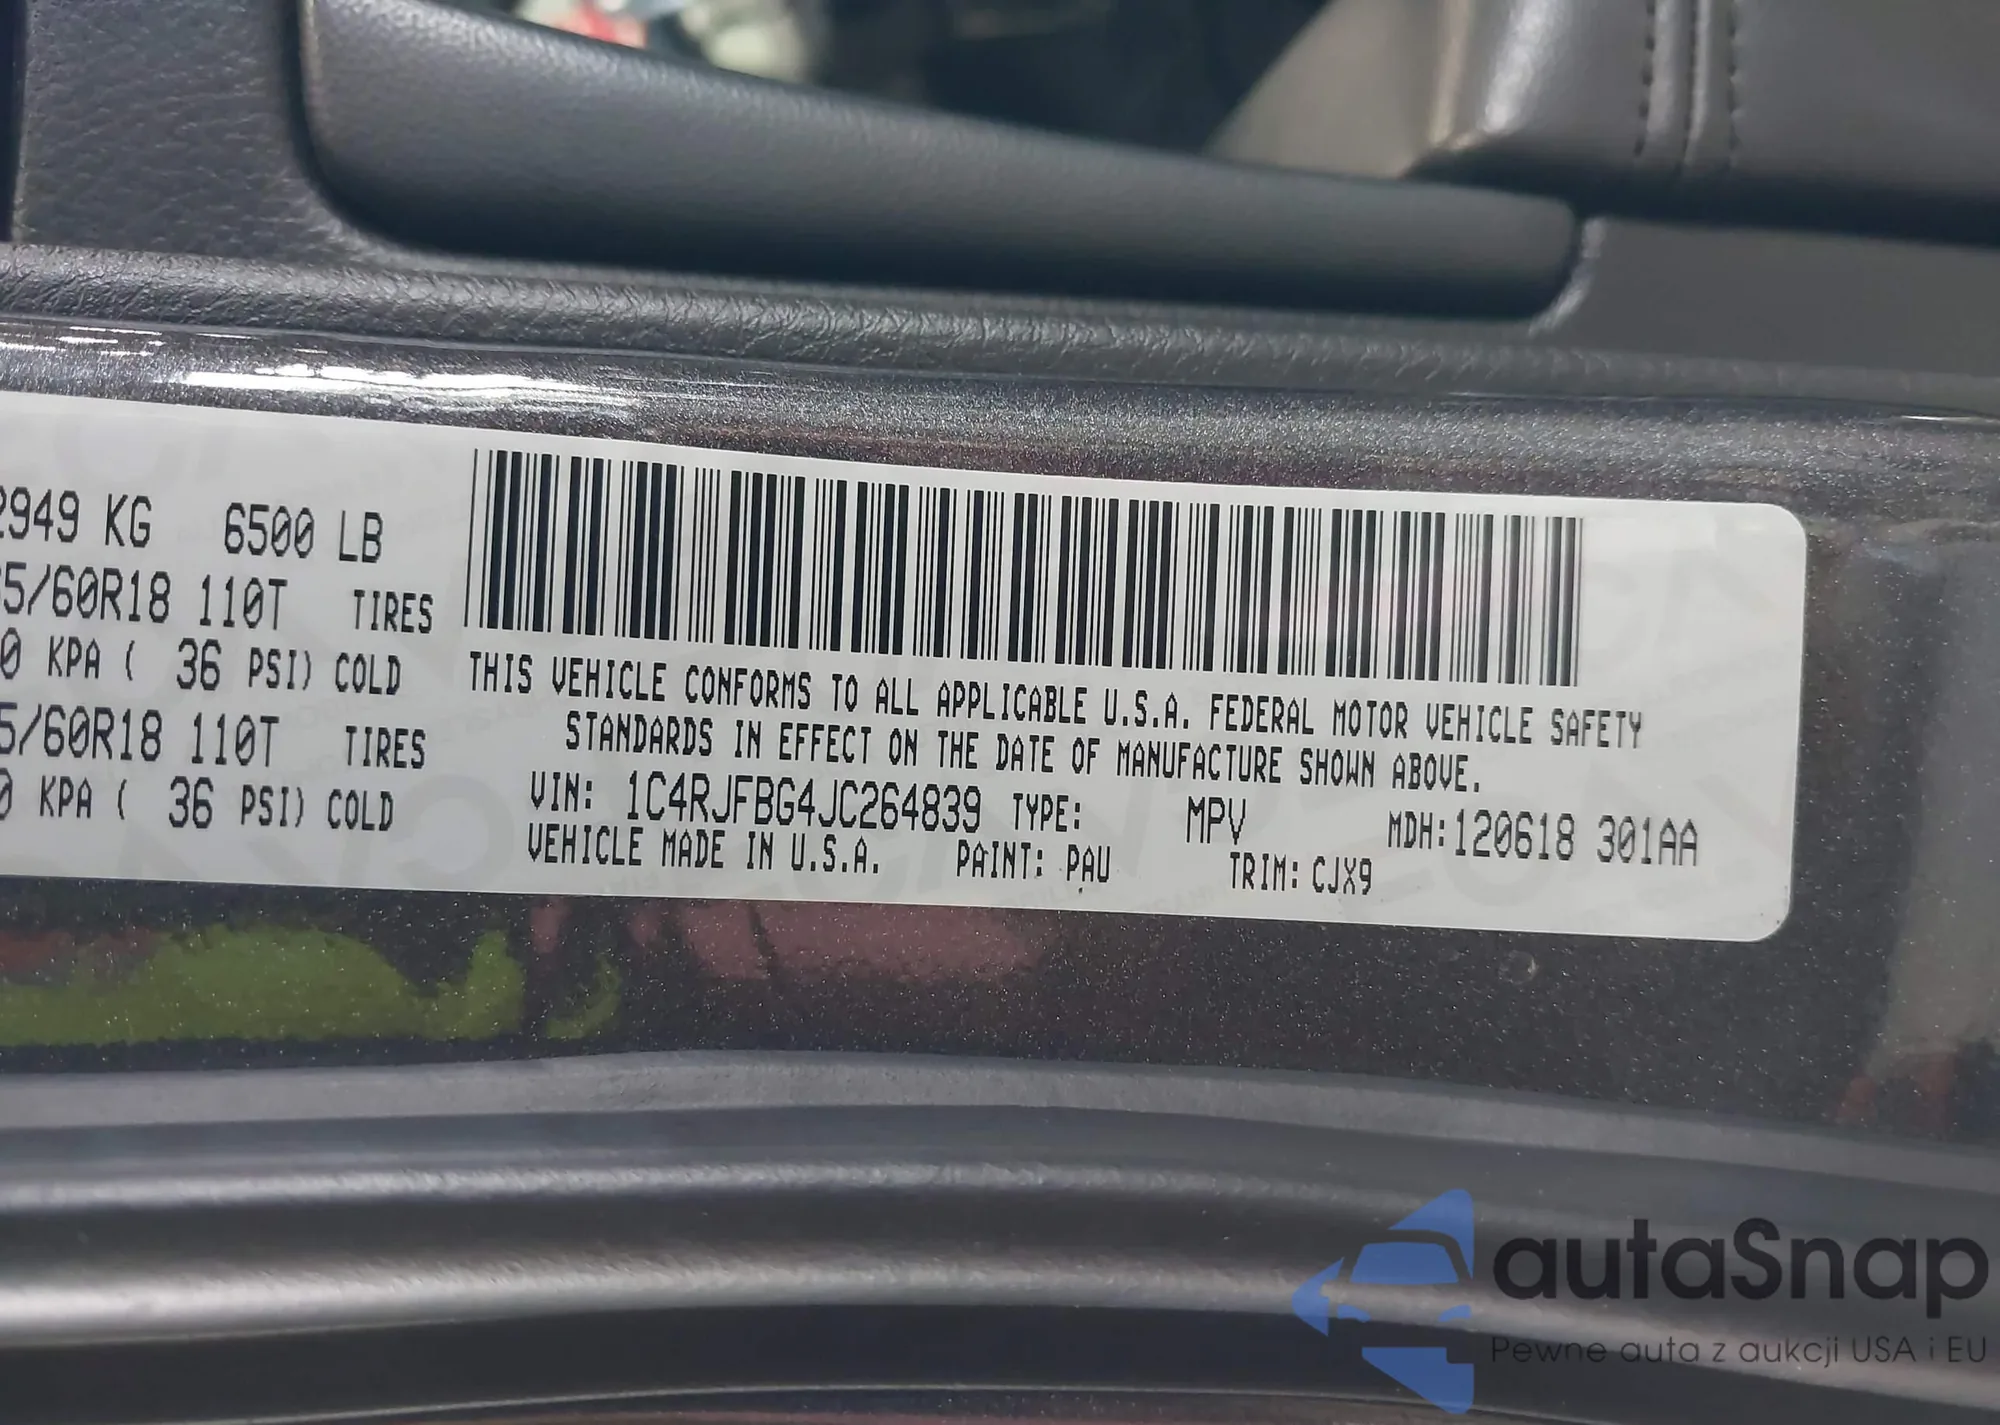 2949 KG 6500 LB
5/60R18 110T TIRES
0 KPA ( 36 PSI) COLD
5/60R18 110T TIRES
0 KPA ( 36 PSI) COLD
THIS VEHICLE CONFORMS TO ALL APPLICABLE U.S.A. FEDERAL MOTOR VEHICLE SAFETY
STANDARDS IN EFFECT ON THE DATE OF MANUFACTURE SHOWN ABOVE.
VIN: 1C4RJFBG4JC264839 TYPE: MPV MDH:120618 301AA
VEHICLE MADE IN U.S.A. PAINT: PAU TRIM: CJX9
autaSnap
Pewne auta z aukcji USA i EU